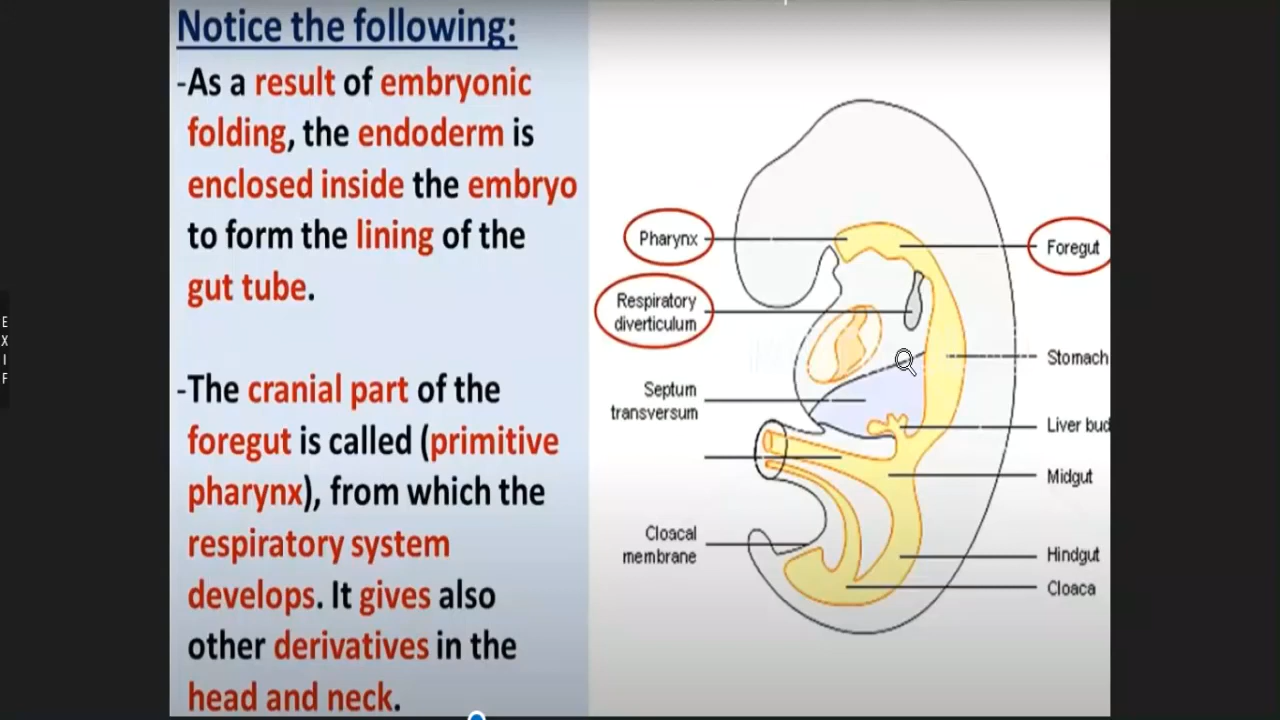 Notice the following:
-As a result of embryonic
folding, the endoderm is
enclosed inside the embryo
to form the lining of the
gut tube.
-The cranial part of the
foregut is called (primitive
pharynx), from which the
respiratory system
develops. It gives also
other derivatives in the
head and neck.
Pharynx
Respiratory
diverticulum
Septum
transversum
Cloacal
membrane
Foregut
Stomach
Liver bud
Midgut
Hindgut
Cloaca
E
X
I
F